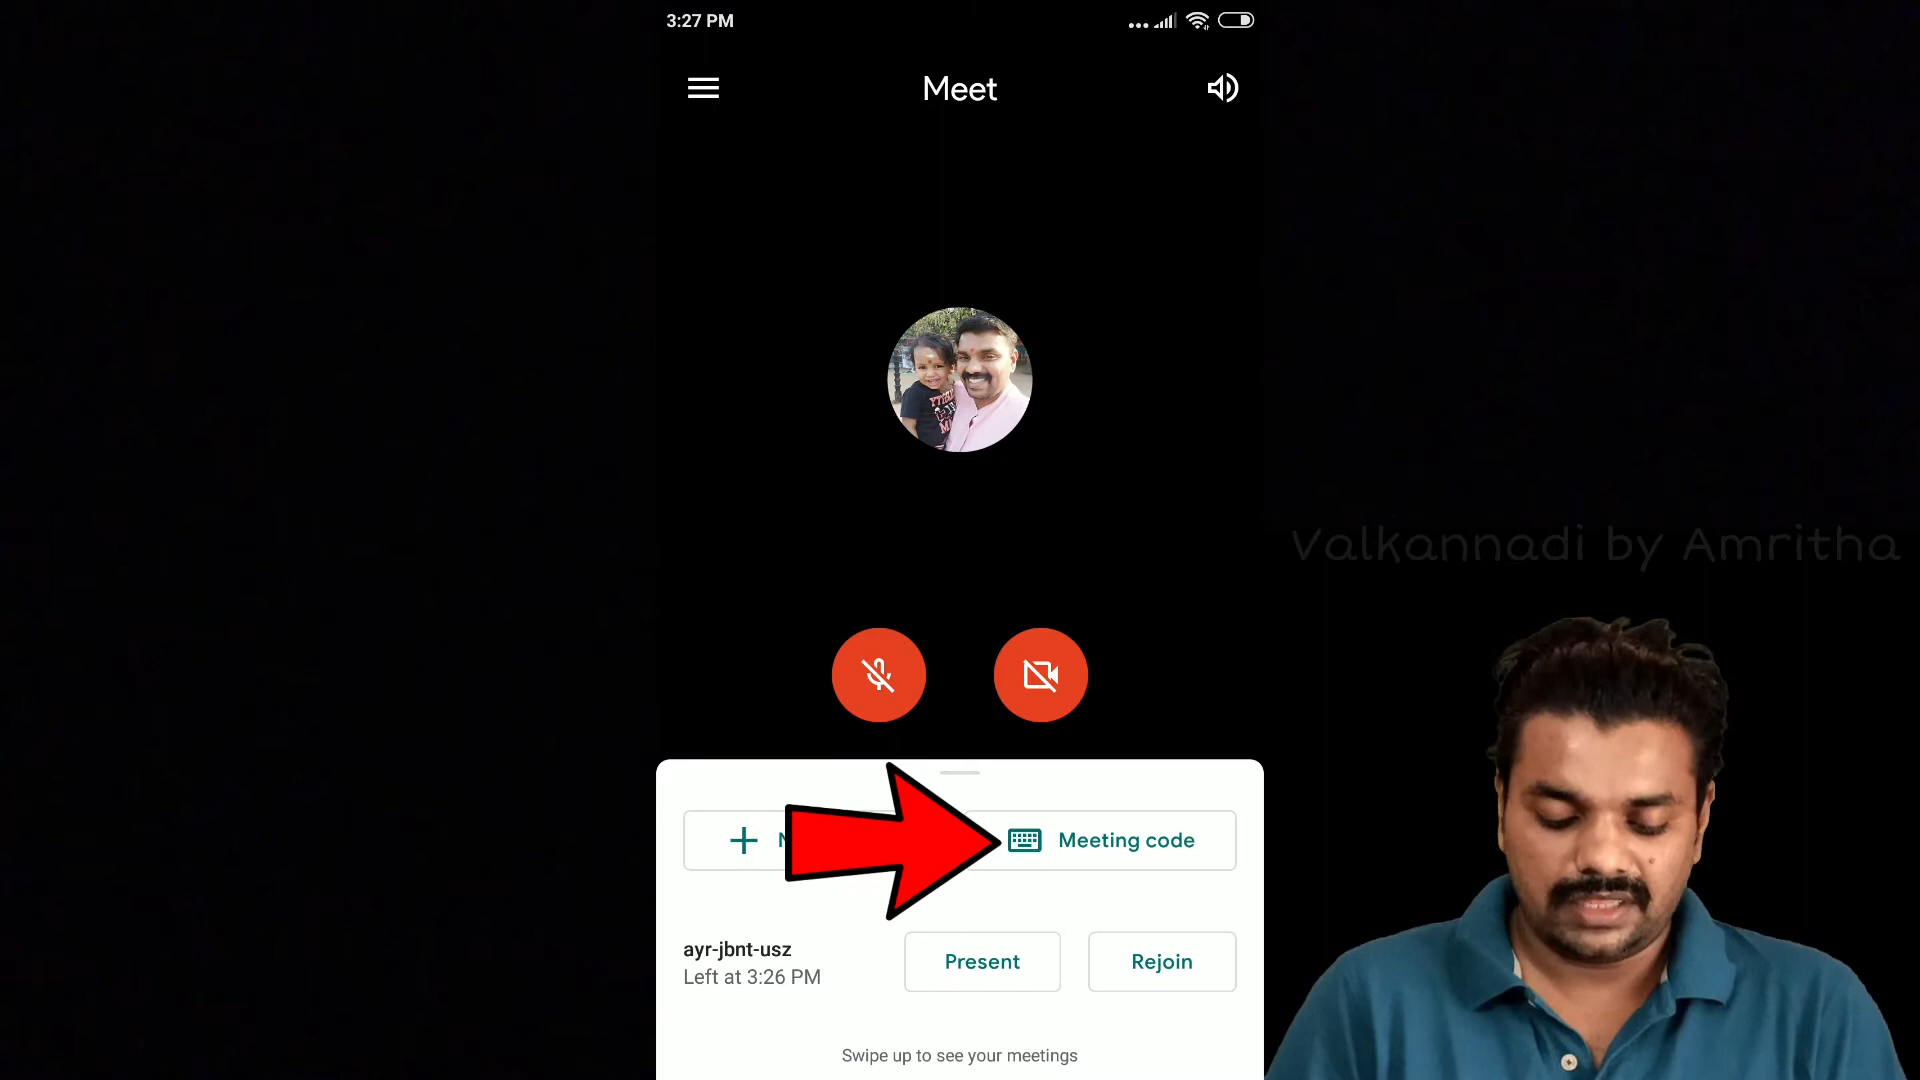 3:27 PM
Meet
Valkannadi by Amritha
Meeting code
ayr-jbnt-usz
Left at 3:26 PM
Present
Rejoin
Swipe up to see your meetings